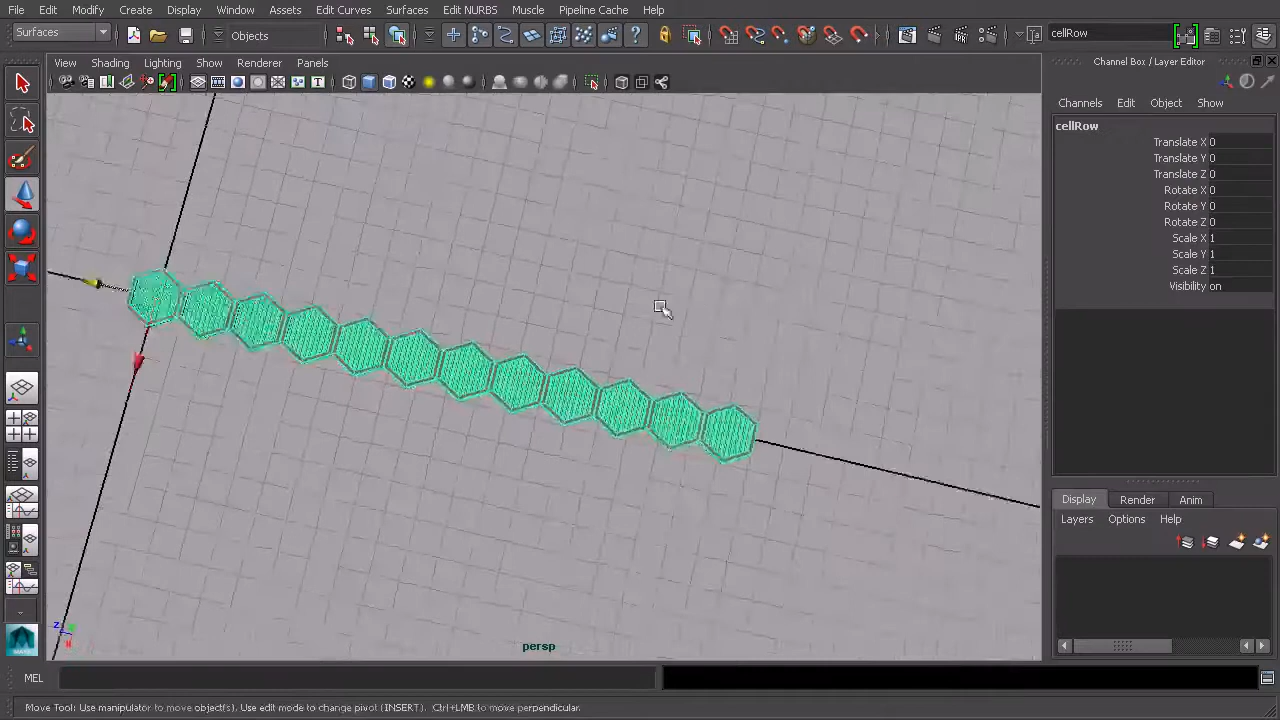 File Edit Modify Create Display Window Assets Edit Curves Surfaces Edit NURBS Muscle Pipeline Cache Help
Surfaces Objects cellRow
View Shading Lighting Show Renderer Panels
Channel Box / Layer Editor
Channels Edit Object Show
cellRow
Translate X 0
Translate Y 0
Translate Z 0
Rotate X 0
Rotate Y 0
Rotate Z 0
Scale X 1
Scale Y 1
Scale Z 1
Visibility on
persp
Display Render Anim
Layers Options Help
MEL
Move Tool: Use manipulator to move object(s). Use edit mode to change pivot (INSERT). Ctrl+LMB to move perpendicular.